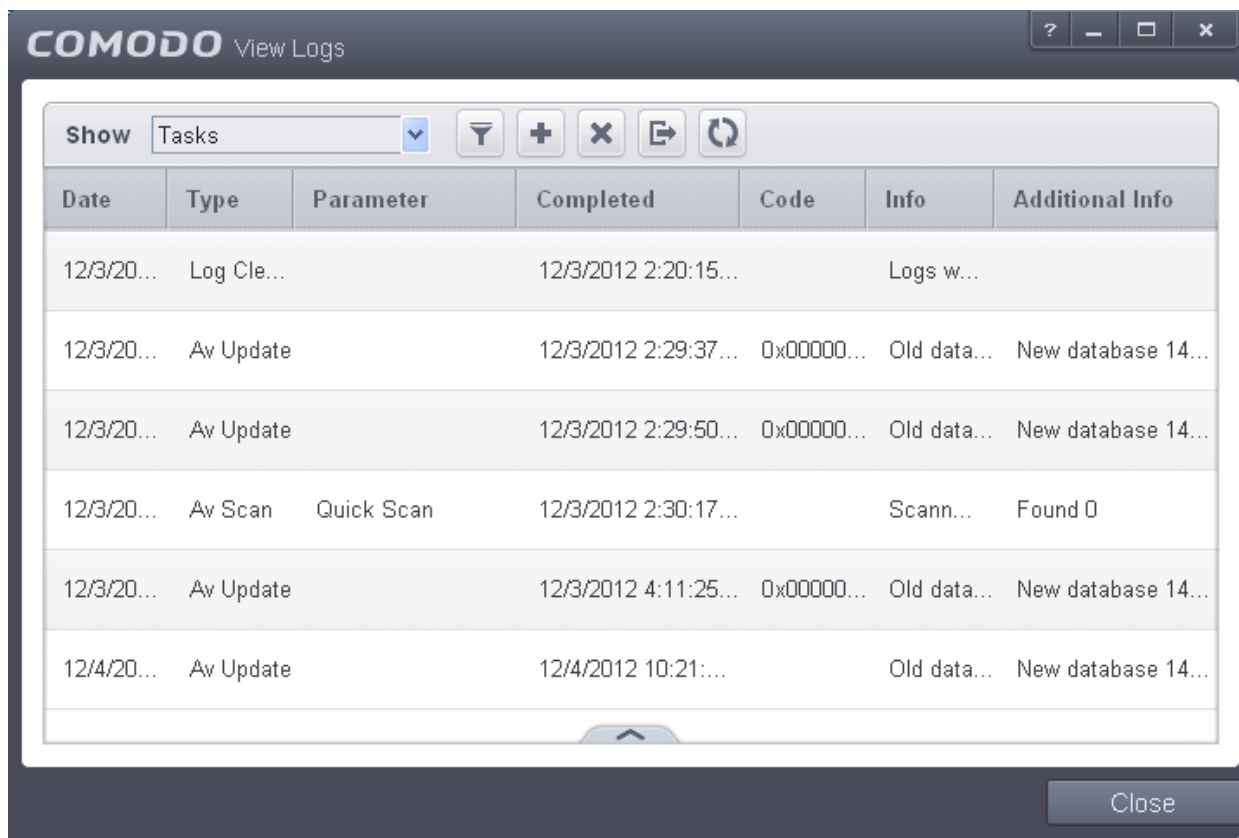 COMODO View Logs ?
Show Tasks
Date Type Parameter Completed Code Info Additional Info
12/3/20... Log Cle... 12/3/2012 2:20:15... Logs w...
12/3/20... Av Update 12/3/2012 2:29:37... 0x00000... Old data... New database 14...
12/3/20... Av Update 12/3/2012 2:29:50... 0x00000... Old data... New database 14...
12/3/20... Av Scan Quick Scan 12/3/2012 2:30:17... Scann... Found 0
12/3/20... Av Update 12/3/2012 4:11:25... 0x00000... Old data... New database 14...
12/4/20... Av Update 12/4/2012 10:21:... Old data... New database 14...
Close